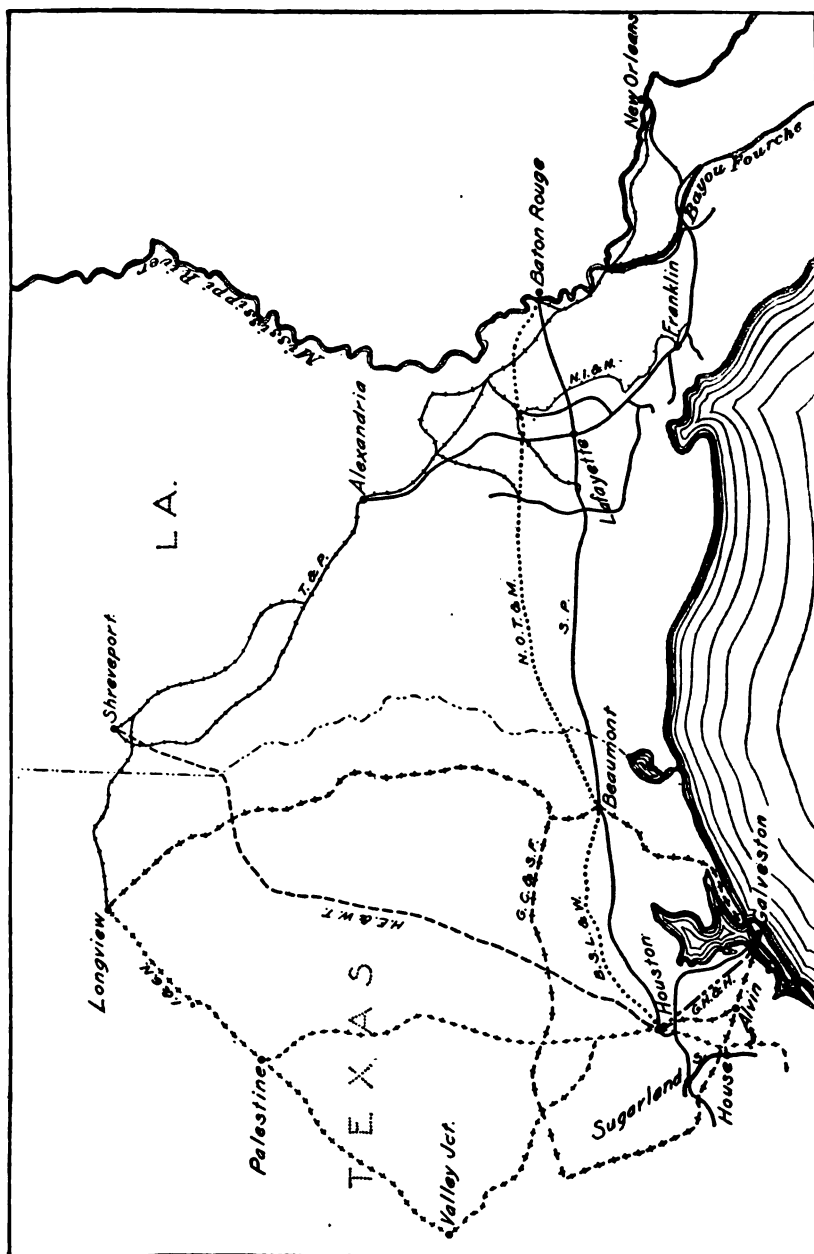 LA.
TEXAS
Mississippi River
New Orleans
Bayou Fourche
Baton Rouge
Franklin
N.I.&N.
Alexandria
Lafayette
T.&P.
N.O.T.&M.
S.P.
Shreveport.
Beaumont
Longview
H.E.&W.T.
G.C.&S.F.
B.S.L.&W.
I.&G.N.
Palestine
Houston
G.H.&H.
Galveston
Alvin
House
Sugarland
Valley Jct.